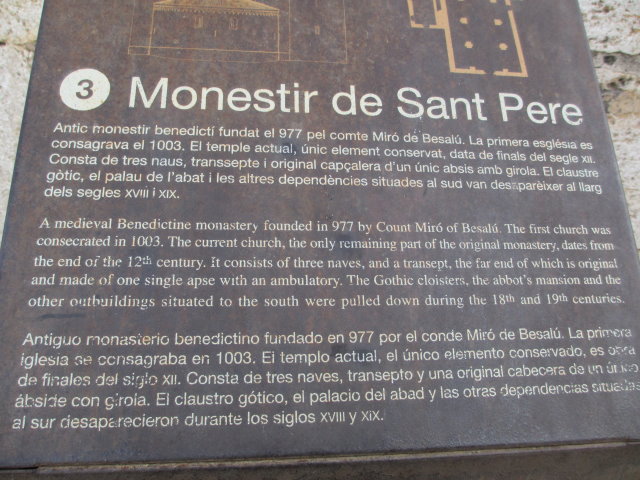 3 Monestir de Sant Pere
Antic monestir benedictí fundat el 977 pel comte Miró de Besalú. La primera església es
consagrava el 1003. El temple actual, únic element conservat, data de finals del segle XII.
Consta de tres naus, transsepte i original capçalera d'un únic absis amb girola. El claustre
gòtic, el palau de l'abat i les altres dependències situades al sud van desaparèixer al llarg
dels segles XVIII i XIX.
A medieval Benedictine monastery founded in 977 by Count Miró of Besalú. The first church was
consecrated in 1003. The current church, the only remaining part of the original monastery, dates from
the end of the 12th century. It consists of three naves, and a transept, the far end of which is original
and made of one single apse with an ambulatory. The Gothic cloisters, the abbot's mansion and the
other outbuildings situated to the south were pulled down during the 18th and 19th centuries.
Antiguo monasterio benedictino fundado en 977 por el conde Miró de Besalú. La primera
iglesia se consagraba en 1003. El templo actual, el único elemento conservado, es obra
de finales del siglo XII. Consta de tres naves, transepto y una original cabecera de un único
ábside con girola. El claustro gótico, el palacio del abad y las otras dependencias situadas
al sur desaparecieron durante los siglos XVIII y XIX.